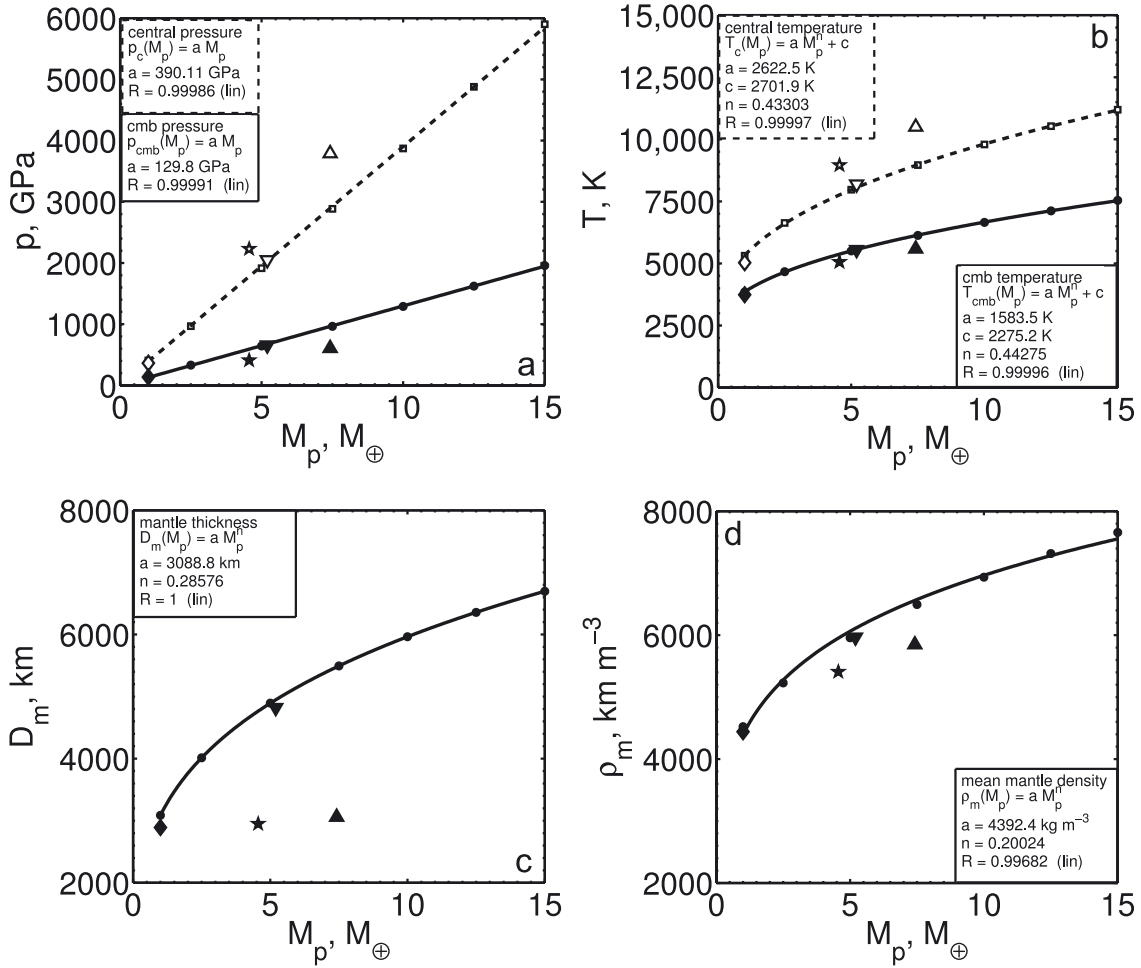 central pressure
p_c(M_p) = a M_p
a = 390.11 GPa
R = 0.99986 (lin)
cmb pressure
p_cmb(M_p) = a M_p
a = 129.8 GPa
R = 0.99991 (lin)
6000
5000
4000
3000
2000
1000
0
p, GPa
0 5 10 15
M_p, M_⊕
a
central temperature
T_c(M_p) = a M_p^n + c
a = 2622.5 K
c = 2701.9 K
n = 0.43303
R = 0.99997 (lin)
b
15,000
12,500
10,000
7500
5000
2500
0
T, K
cmb temperature
T_cmb(M_p) = a M_p^n + c
a = 1583.5 K
c = 2275.2 K
n = 0.44275
R = 0.99996 (lin)
0 5 10 15
M_p, M_⊕
mantle thickness
D_m(M_p) = a M_p^n
a = 3088.8 km
n = 0.28576
R = 1 (lin)
8000
6000
4000
2000
D_m, km
0 5 10 15
M_p, M_⊕
c
d
8000
6000
4000
2000
ρ_m, km m⁻³
mean mantle density
ρ_m(M_p) = a M_p^n
a = 4392.4 kg m⁻³
n = 0.20024
R = 0.99682 (lin)
0 5 10 15
M_p, M_⊕